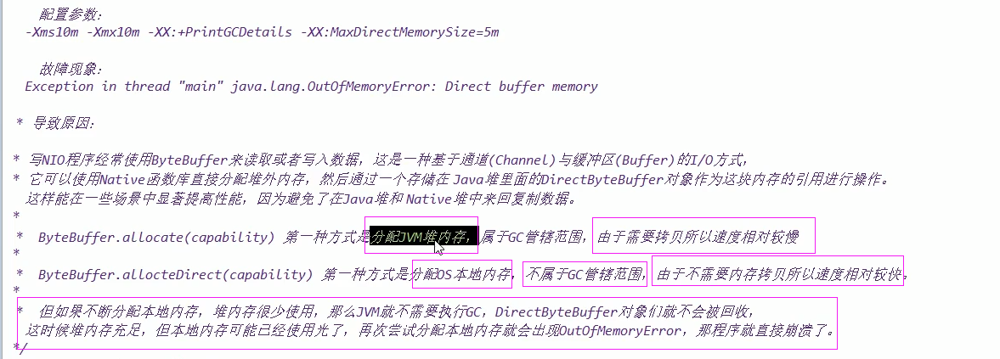 配置参数：
-Xms10m -Xmx10m -XX:+PrintGCDetails -XX:MaxDirectMemorySize=5m
故障现象：
Exception in thread "main" java.lang.OutOfMemoryError: Direct buffer memory
* 导致原因：
* 写NIO程序经常使用ByteBuffer来读取或者写入数据，这是一种基于通道(Channel)与缓冲区(Buffer)的I/O方式，
* 它可以使用Native函数库直接分配堆外内存，然后通过一个存储在 Java堆里面的DirectByteBuffer对象作为这块内存的引用进行操作。
这样能在一些场景中显著提高性能，因为避免了在Java堆和 Native堆中来回复制数据。
*
* ByteBuffer.allocate(capability) 第一种方式是分配JVM堆内存，属于GC管辖范围，由于需要拷贝所以速度相对较慢
*
* ByteBuffer.allocteDirect(capability) 第一种方式是分配OS本地内存，不属于GC管辖范围，由于不需要内存拷贝所以速度相对较快。
*
* 但如果不断分配本地内存，堆内存很少使用，那么JVM就不需要执行GC，DirectByteBuffer对象们就不会被回收，
这时候堆内存充足，但本地内存可能已经使用光了，再次尝试分配本地内存就会出现OutOfMemoryError，那程序就直接崩溃了。
*/